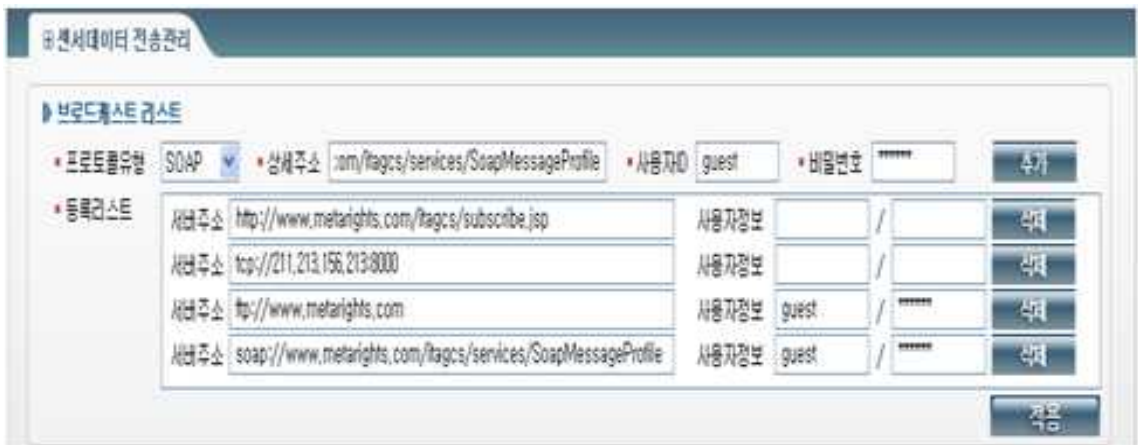 센서데이터 전송관리
브로드캐스트 리스트
프로토콜유형 SOAP 상세주소 :om/ltagcs/services/SoapMessageProfile 사용자ID guest 비밀번호 ****** 추가
등록리스트
서버주소 http://www.metarights.com/ltagcs/subscribe.jsp 사용자정보 / 삭제
서버주소 tcp://211.213.156.213:8000 사용자정보 / 삭제
서버주소 ftp://www.metarights.com 사용자정보 guest / ****** 삭제
서버주소 soap://www.metarights.com/ltagcs/services/SoapMessageProfile 사용자정보 guest / ****** 삭제
적용